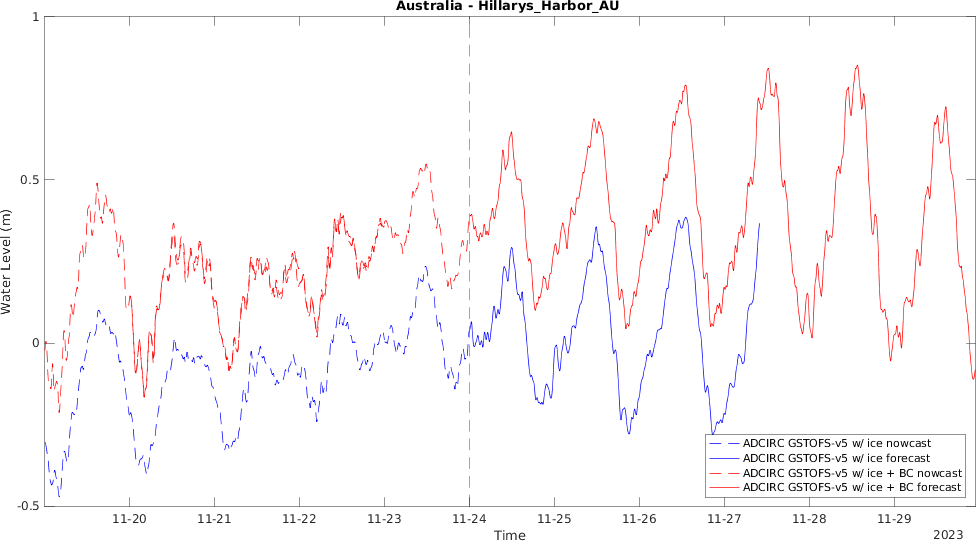 Australia - Hillarys_Harbor_AU
1
0.5
0
-0.5
Water Level (m)
ADCIRC GSTOFS-v5 w/ ice nowcast
ADCIRC GSTOFS-v5 w/ ice forecast
ADCIRC GSTOFS-v5 w/ ice + BC nowcast
ADCIRC GSTOFS-v5 w/ ice + BC forecast
11-20 11-21 11-22 11-23 11-24 11-25 11-26 11-27 11-28 11-29
Time
2023